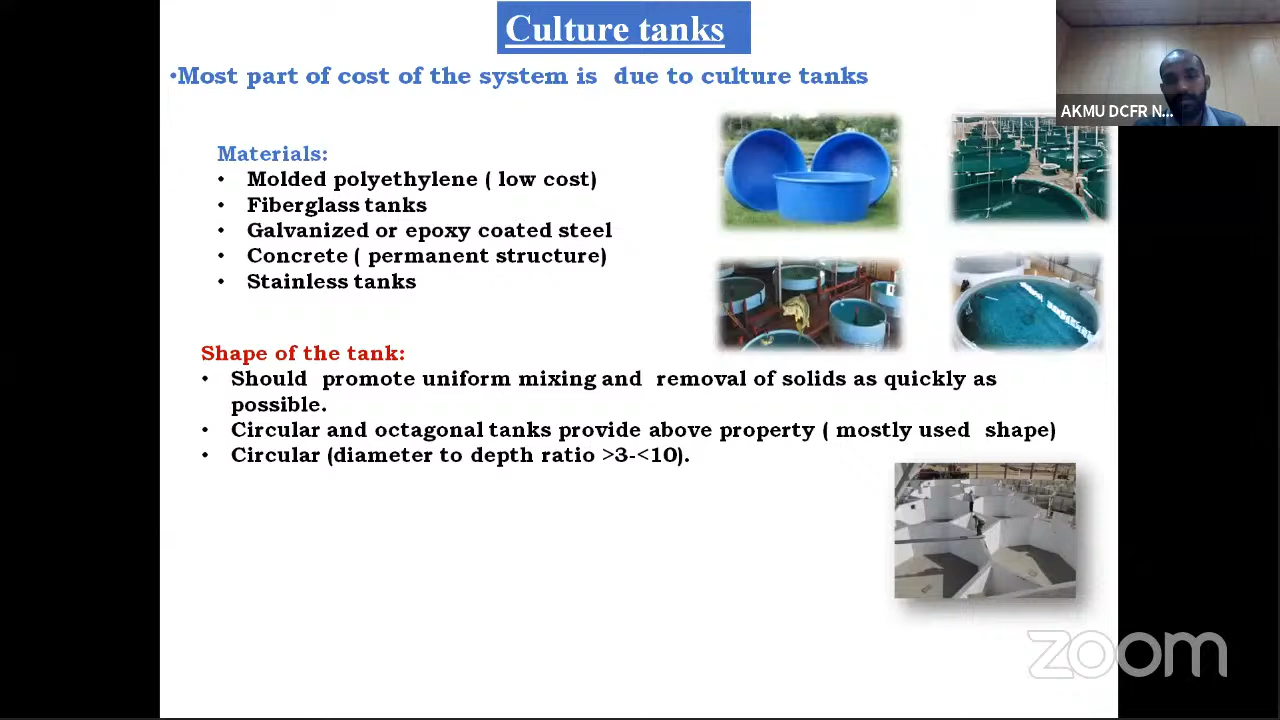 Culture tanks
•Most part of cost of the system is due to culture tanks
AKMU DCFR N...
Materials:
• Molded polyethylene ( low cost)
• Fiberglass tanks
• Galvanized or epoxy coated steel
• Concrete ( permanent structure)
• Stainless tanks
Shape of the tank:
• Should promote uniform mixing and removal of solids as quickly as
possible.
• Circular and octagonal tanks provide above property ( mostly used shape)
• Circular (diameter to depth ratio >3-<10).
zoom